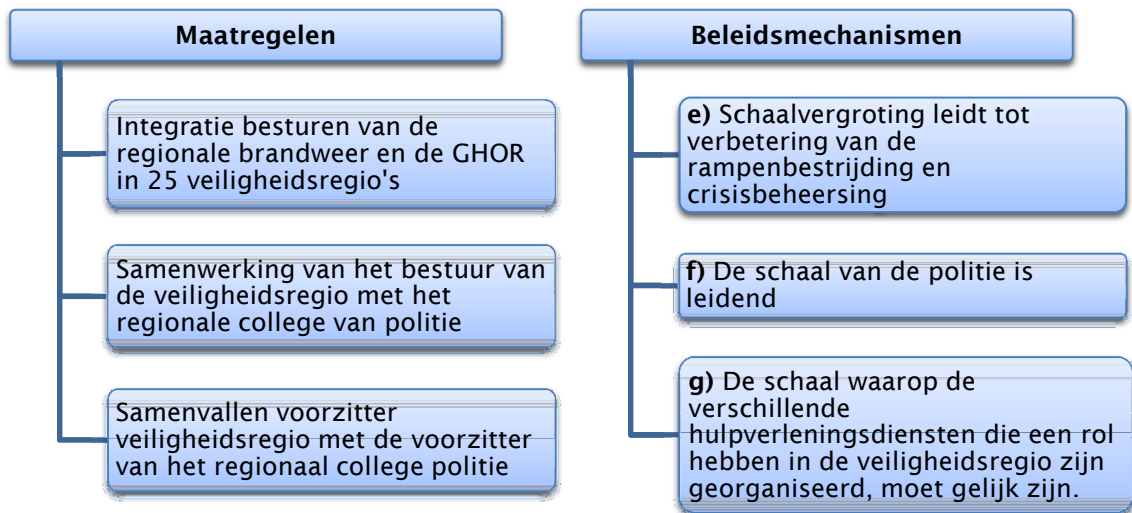 Maatregelen
Integratie besturen van de
regionale brandweer en de GHOR
in 25 veiligheidsregio's
Samenwerking van het bestuur van
de veiligheidsregio met het
regionale college van politie
Samenvallen voorzitter
veiligheidsregio met de voorzitter
van het regionaal college politie
Beleidsmechanismen
e) Schaalvergroting leidt tot
verbetering van de
rampenbestrijding en
crisisbeheersing
f) De schaal van de politie is
leidend
g) De schaal waarop de
verschillende
hulpverleningsdiensten die een rol
hebben in de veiligheidsregio zijn
georganiseerd, moet gelijk zijn.